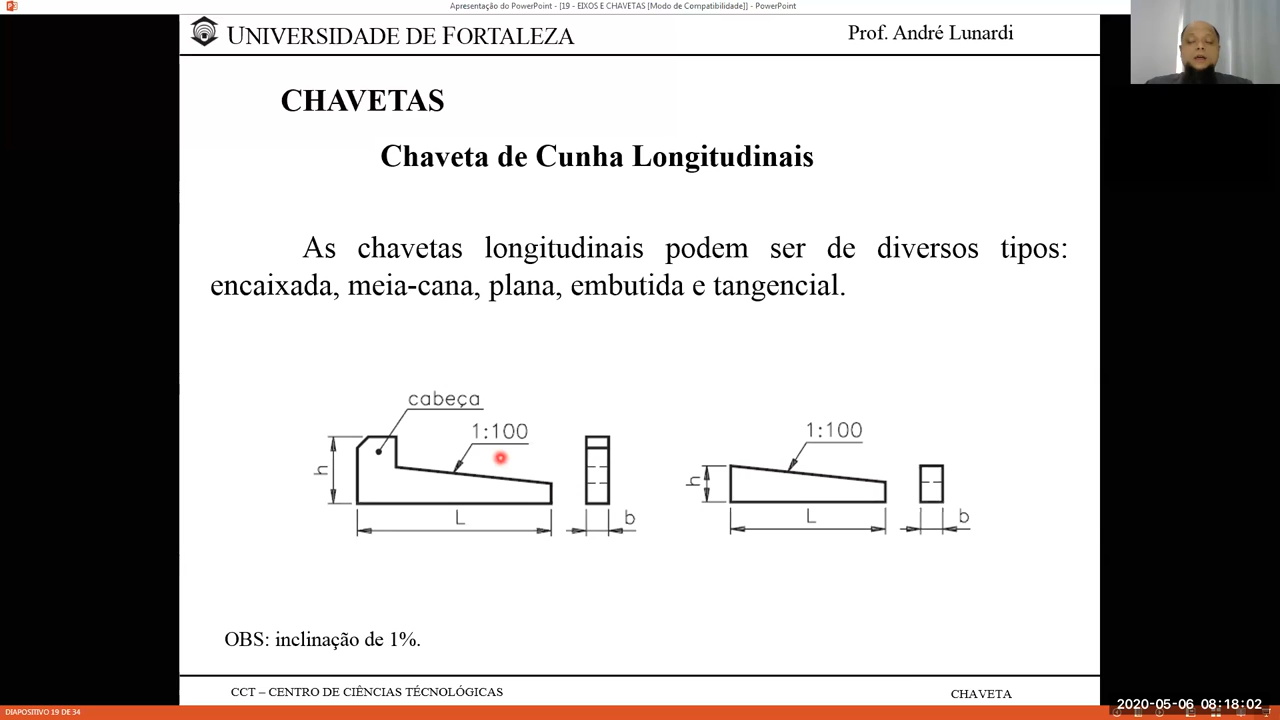 Apresentação do PowerPoint - [19 - EIXOS E CHAVETAS [Modo de Compatibilidade]] - PowerPoint
UNIVERSIDADE DE FORTALEZA
Prof. André Lunardi
CHAVETAS
Chaveta de Cunha Longitudinais
As chavetas longitudinais podem ser de diversos tipos:
encaixada, meia-cana, plana, embutida e tangencial.
cabeça
1:100
h
L
b
1:100
h
L
b
OBS: inclinação de 1%.
CCT – CENTRO DE CIÊNCIAS TÉCNOLÓGICAS
CHAVETA
2020-05-06 08:18:02
DIAPOSITIVO 19 DE 34